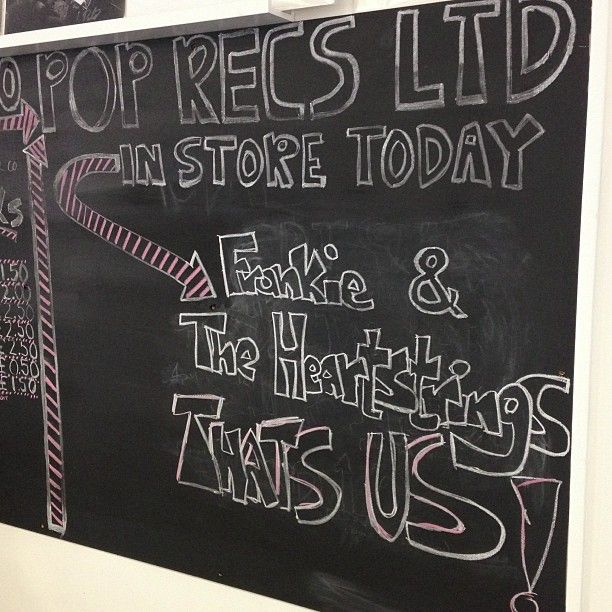 POP RECS LTD
IN STORE TODAY
Frankie &
The Heartstrings
THATS US!